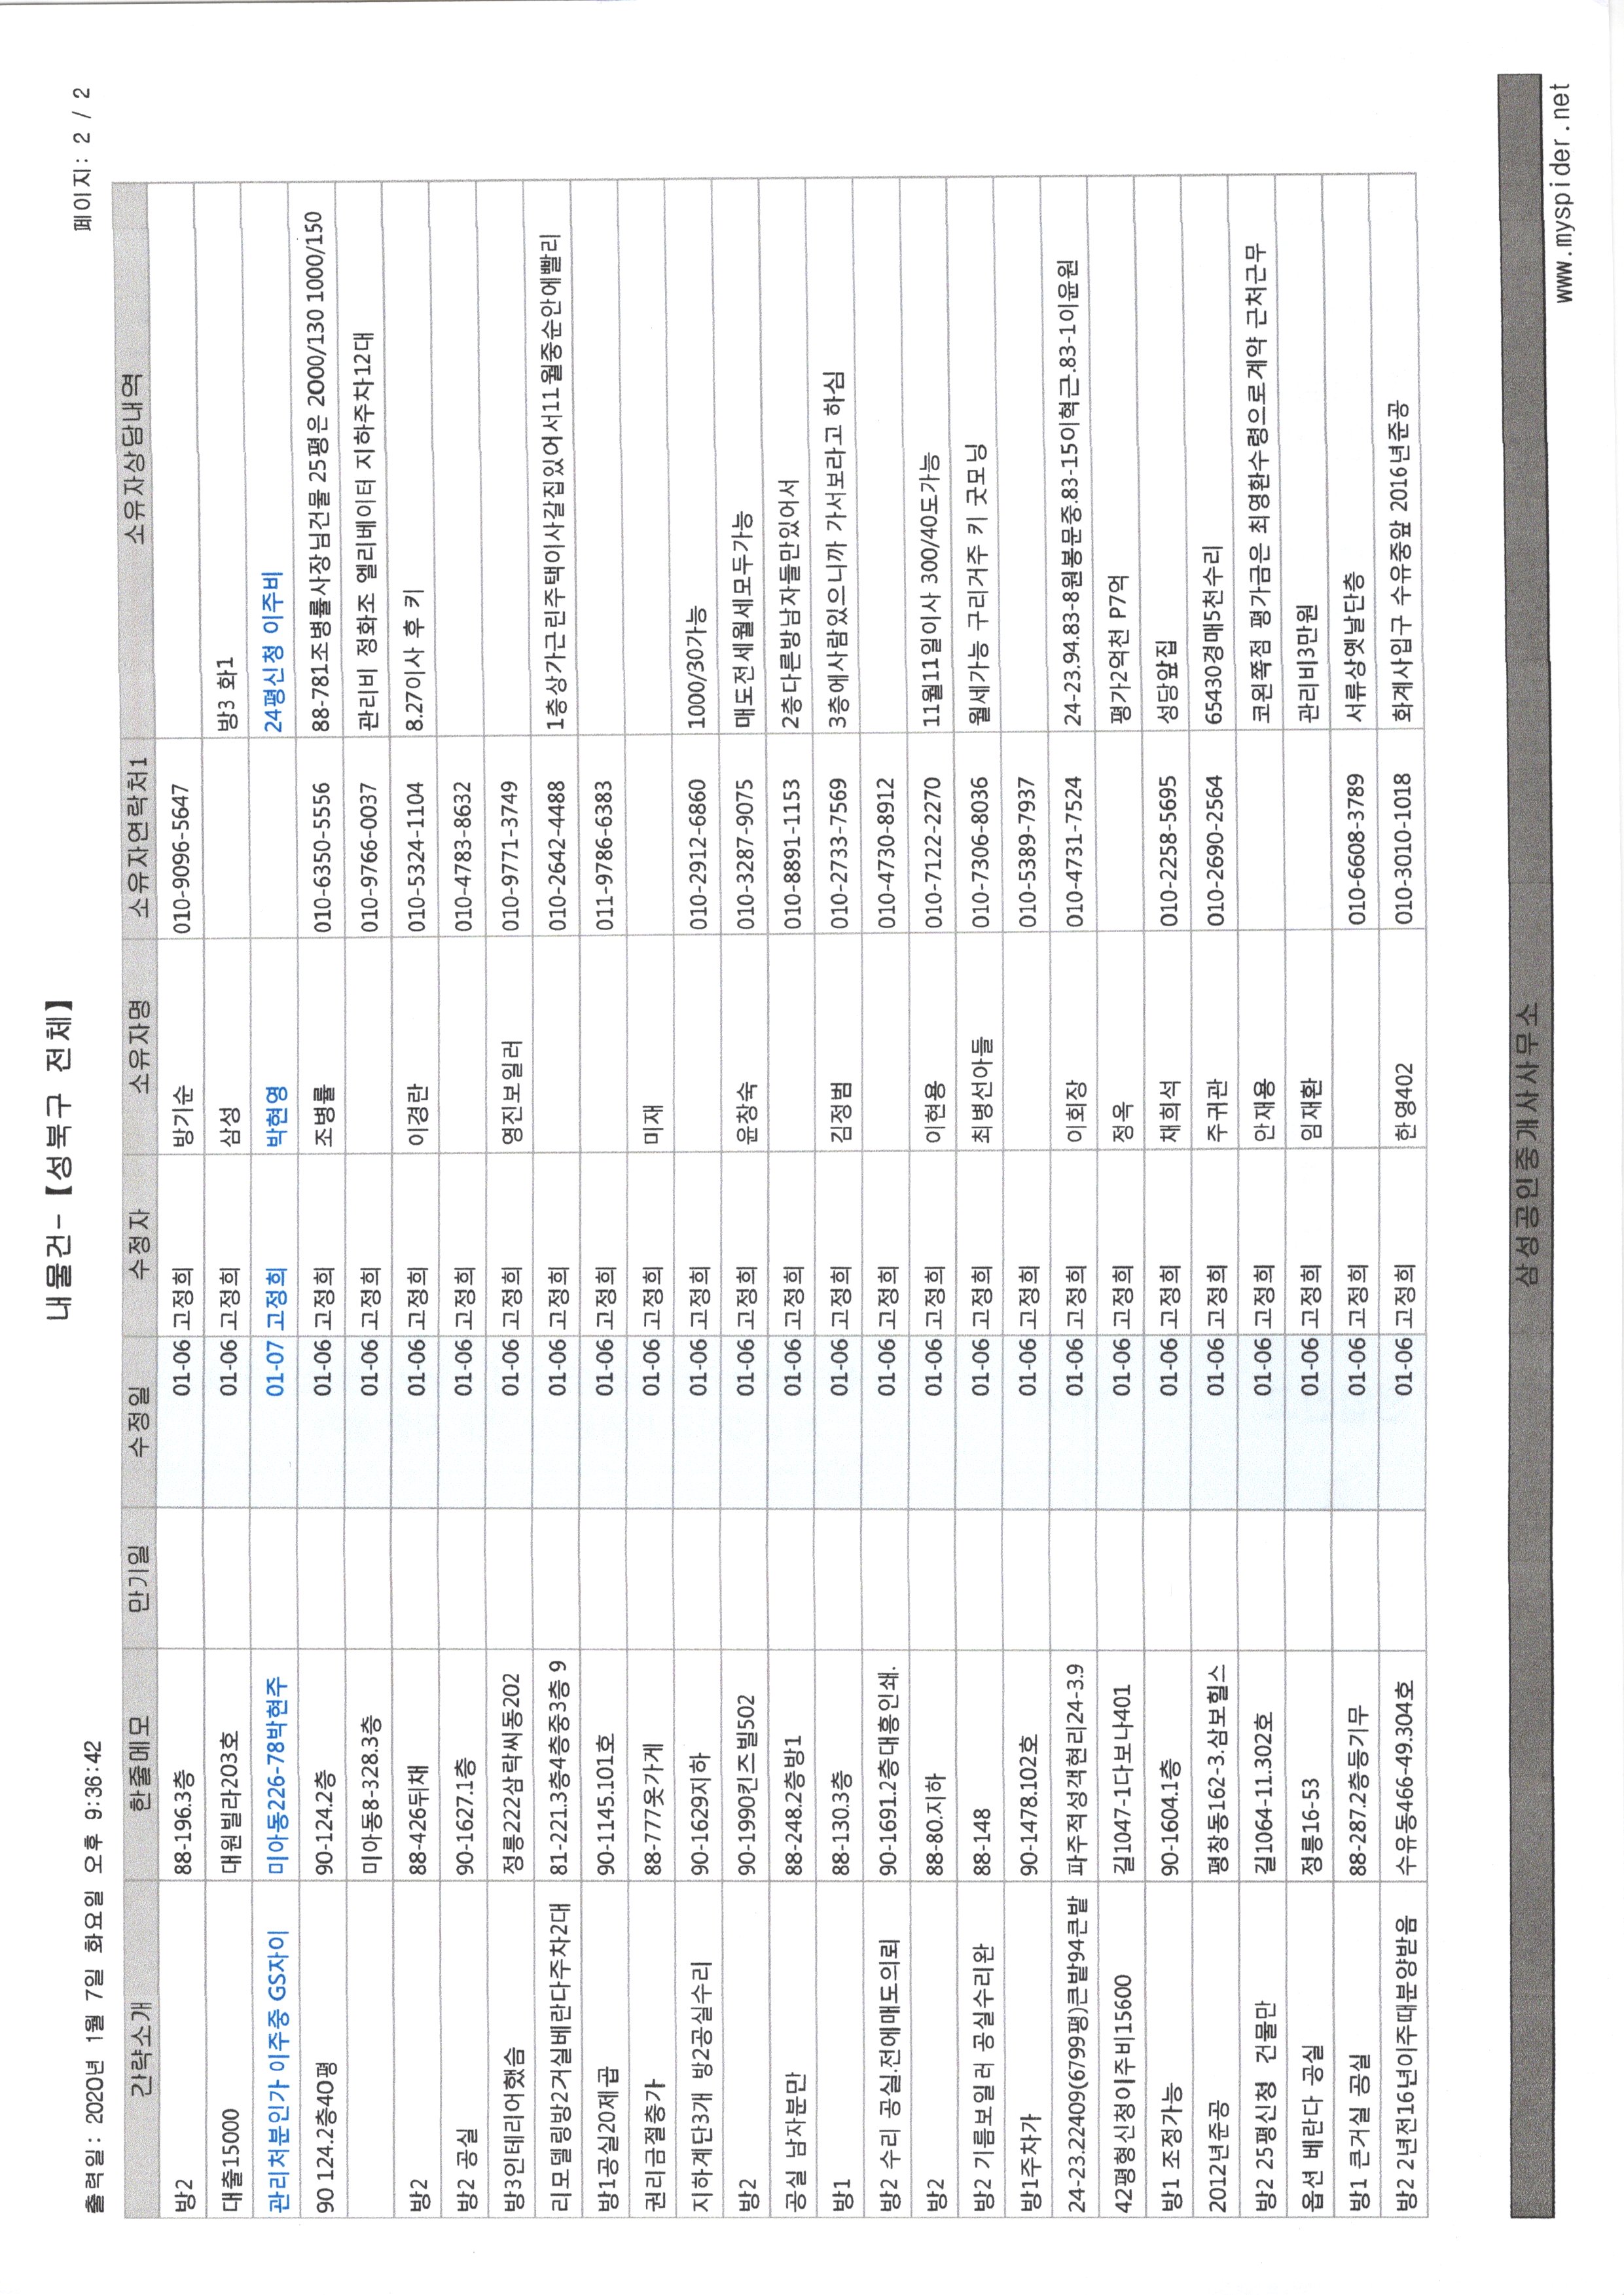 내물건-【성북구 전체】
출력일: 2020년 1월 7일 화요일 오후 9:36:42
페이지: 2 / 2
간략소개 한줄메모 만기일 수정일 수정자 소유자명 소유자연락처1 소유자상담내역
방2 88-196.3층 01-06 고정희 방기순 010-9096-5647
대출15000 대원빌라203호 01-06 고정희 삼성 방3 화1
관리처분인가 이주중 GS자이 미아동226-78박현주 01-07 고정희 박현영 24평신청 이주비
90 124.2층40평 90-124.2층 01-06 고정희 조병률 010-6350-5556 88-781조병률사장님건물 25평은 2000/130 1000/150
미아동8-328.3층 01-06 고정희 010-9766-0037 관리비 정화조 엘리베이터 지하주차12대
방2 88-426뒤채 01-06 고정희 이경란 010-5324-1104 8.27이사 후 키
방2 공실 90-1627.1층 01-06 고정희 010-4783-8632
방3인테리어했슴 정릉222삼락씨동202 01-06 고정희 영진보일러 010-9771-3749
리모델링방2거실베란다주차2대 81-221.3층4층중3층 9 01-06 고정희 010-2642-4488 1층상가근린주택이사갈집있어서11월중순안에빨리
방1공실20제곱 90-1145.101호 01-06 고정희 011-9786-6383
권리금절충가 88-777옷가게 01-06 고정희 미재
지하계단3개 방2공실수리 90-1629지하 01-06 고정희 010-2912-6860 1000/30가능
방2 90-1990킨즈빌502 01-06 고정희 윤창숙 010-3287-9075 매도전세월세모두가능
공실 남자분만 88-248.2층방1 01-06 고정희 010-8891-1153 2층다른방남자들만있어서
방1 88-130.3층 01-06 고정희 김정범 010-2733-7569 3층에사람있으니까 가서보라고 하심
방2 수리 공실.전에매도의뢰 90-1691.2층대흥인쇄. 01-06 고정희 010-4730-8912
방2 88-80.지하 01-06 고정희 이현용 010-7122-2270 11월11일이사 300/40도가능
방2 기름보일러 공실수리완 88-148 01-06 고정희 최병선아들 010-7306-8036 월세가능 구리거주 키 굿모닝
방1주차가 90-1478.102호 01-06 고정희 010-5389-7937
24-23.22409(6799평)큰밭94큰밭 파주적성객현리24-3.9 01-06 고정희 이회장 010-4731-7524 24-23.94.83-8원봉문중.83-15이혁근.83-1이윤원
42평형신청이주비15600 길1047-1다보나401 01-06 고정희 정옥 평가2억천 P7억
방1 조정가능 90-1604.1층 01-06 고정희 채희석 010-2258-5695 성당앞집
2012년준공 평창동162-3.삼보힐스 01-06 고정희 주귀관 010-2690-2564 65430경매5천수리
방2 25평신청 건물만 길1064-11.302호 01-06 고정희 안재용 코왼쪽점 평가금은 최영환수령으로계약 근처근무
옵션 베란다 공실 정릉16-53 01-06 고정희 임재환 관리비3만원
방1 큰거실 공실 88-287.2층등기무 01-06 고정희 010-6608-3789 서류상옛날단층
방2 2년전16년이주때분양받음 수유동466-49.304호 01-06 고정희 한영402 010-3010-1018 화계사입구 수유중앞 2016년준공
삼성공인중개사사무소
www.myspider.net